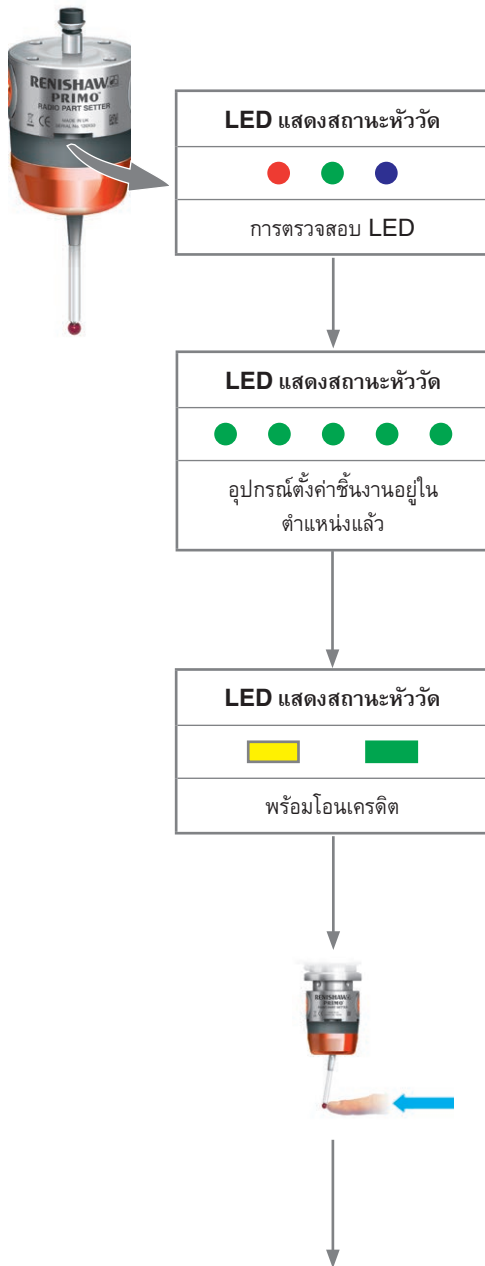 RENISHAW
PRIMO
RADIO PART SETTER
MADE IN UK
LED แสดงสถานะหัววัด
การตรวจสอบ LED
LED แสดงสถานะหัววัด
อุปกรณ์ตั้งค่าชิ้นงานอยู่ใน
ตำแหน่งแล้ว
LED แสดงสถานะหัววัด
พร้อมโอนเครดิต
RENISHAW
PRIMO